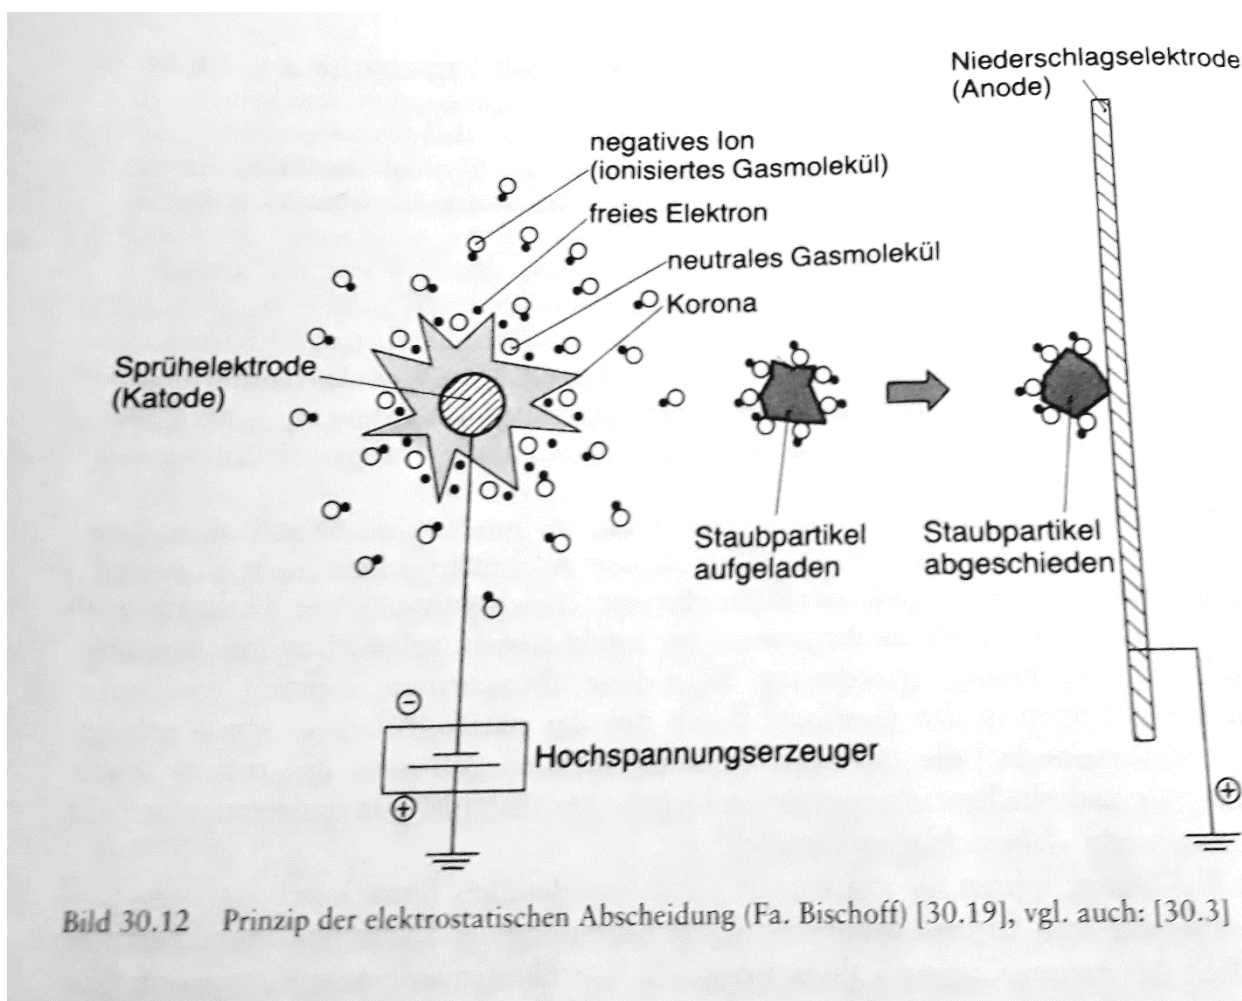 Niederschlagselektrode
(Anode)
negatives Ion
(ionisiertes Gasmolekül)
freies Elektron
neutrales Gasmolekül
Korona
Sprühelektrode
(Katode)
Staubpartikel
aufgeladen
Staubpartikel
abgeschieden
⊖
Hochspannungserzeuger
⊕
⊕
Bild 30.12 Prinzip der elektrostatischen Abscheidung (Fa. Bischoff) [30.19], vgl. auch: [30.3]